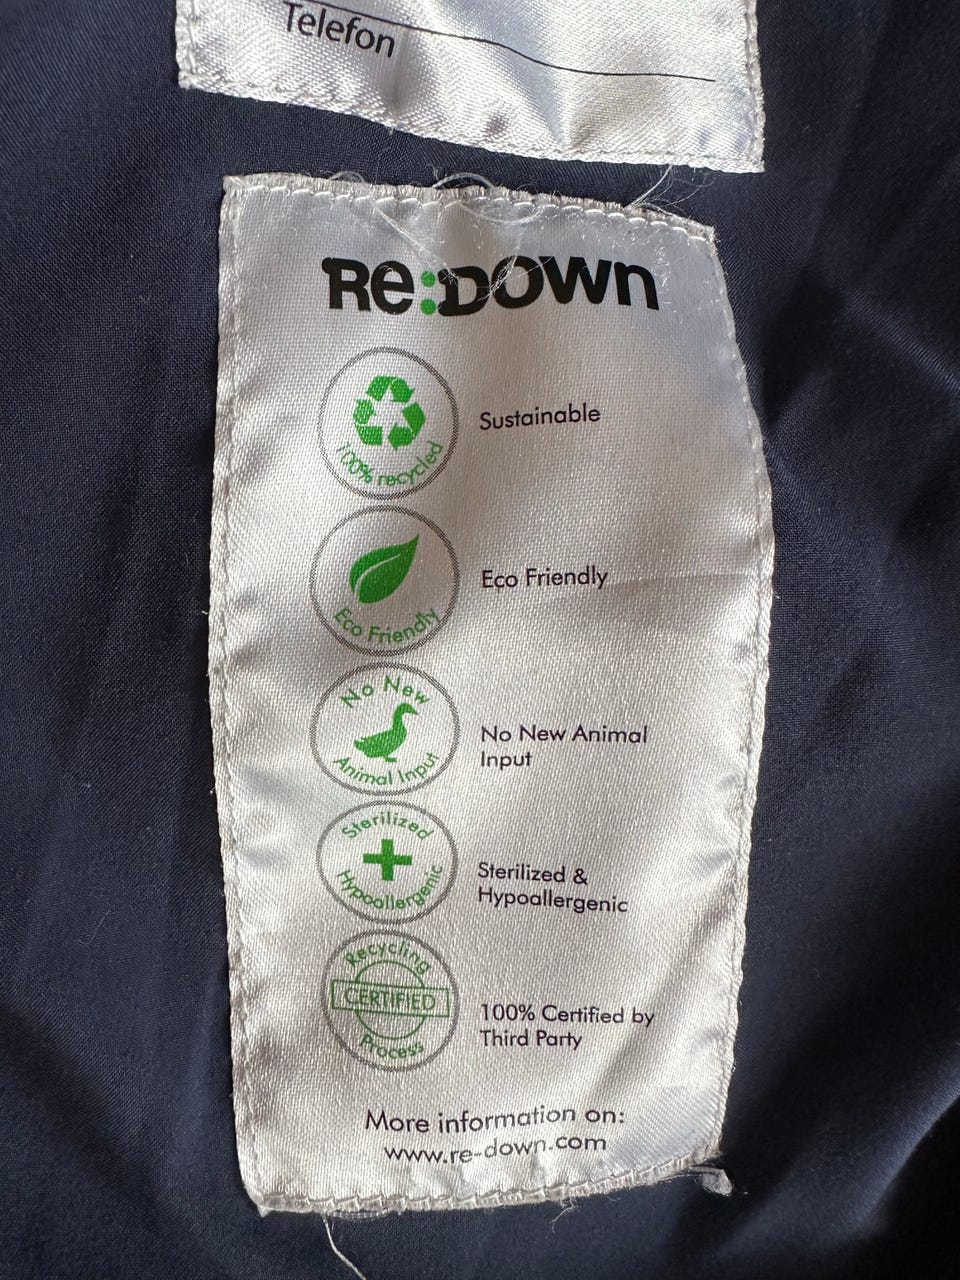 Telefon
RE:DOWN
100% recycled
Sustainable
Eco Friendly
Eco Friendly
No New
Animal Input
No New Animal
Input
Sterilized
Hypoallergenic
Sterilized &
Hypoallergenic
Recycling
CERTIFIED
Process
100% Certified by
Third Party
More information on:
www.re-down.com